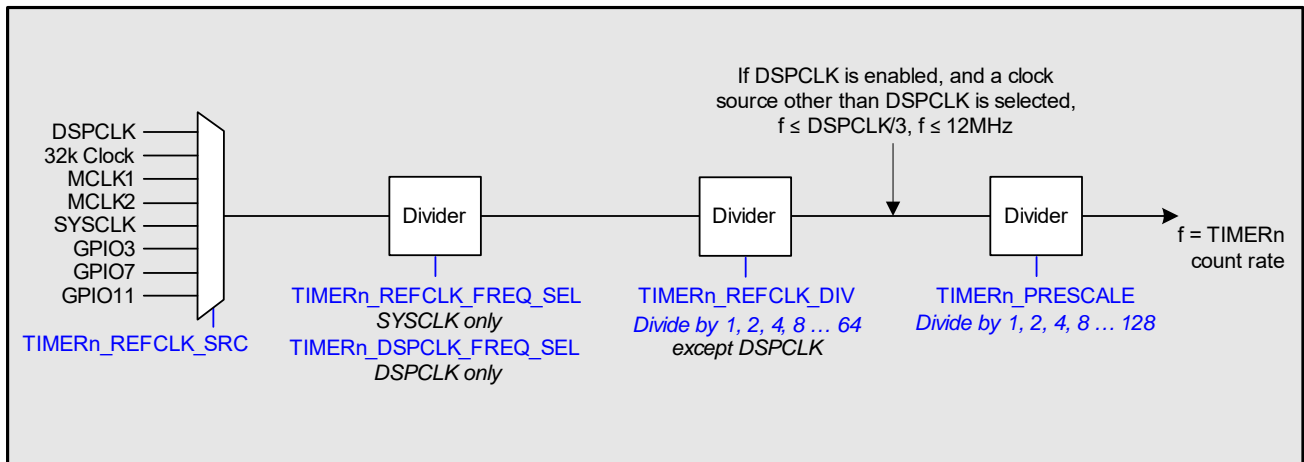 If DSPCLK is enabled, and a clock
source other than DSPCLK is selected,
f ≤ DSPCLK/3, f ≤ 12MHz
DSPCLK
32k Clock
MCLK1
MCLK2
SYSCLK
GPIO3
GPIO7
GPIO11
TIMERn_REFCLK_SRC
Divider
TIMERn_REFCLK_FREQ_SEL
SYSCLK only
TIMERn_DSPCLK_FREQ_SEL
DSPCLK only
Divider
TIMERn_REFCLK_DIV
Divide by 1, 2, 4, 8 … 64
except DSPCLK
Divider
TIMERn_PRESCALE
Divide by 1, 2, 4, 8 … 128
f = TIMERn
count rate